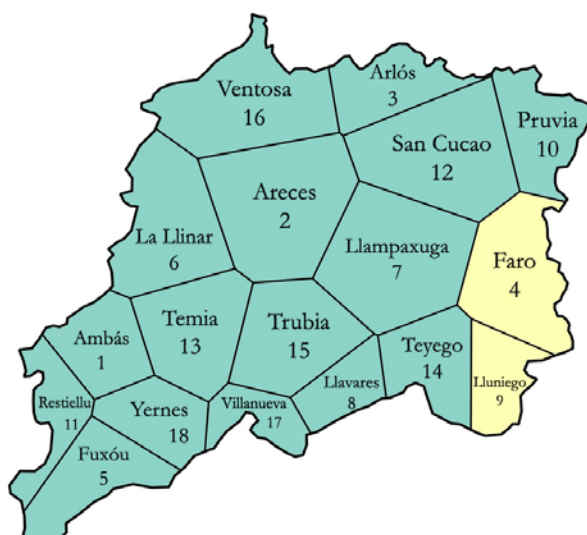 Arlós
3
Ventosa
16
Pruvia
10
San Cucao
12
Areces
2
La Llinar
6
Llampaxuga
7
Faro
4
Ambás
1
Temia
13
Trubia
15
Teyego
14
Lluniego
9
Llavares
8
Restiellu
11
Yernes
18
Villanueva
17
Fuxóu
5